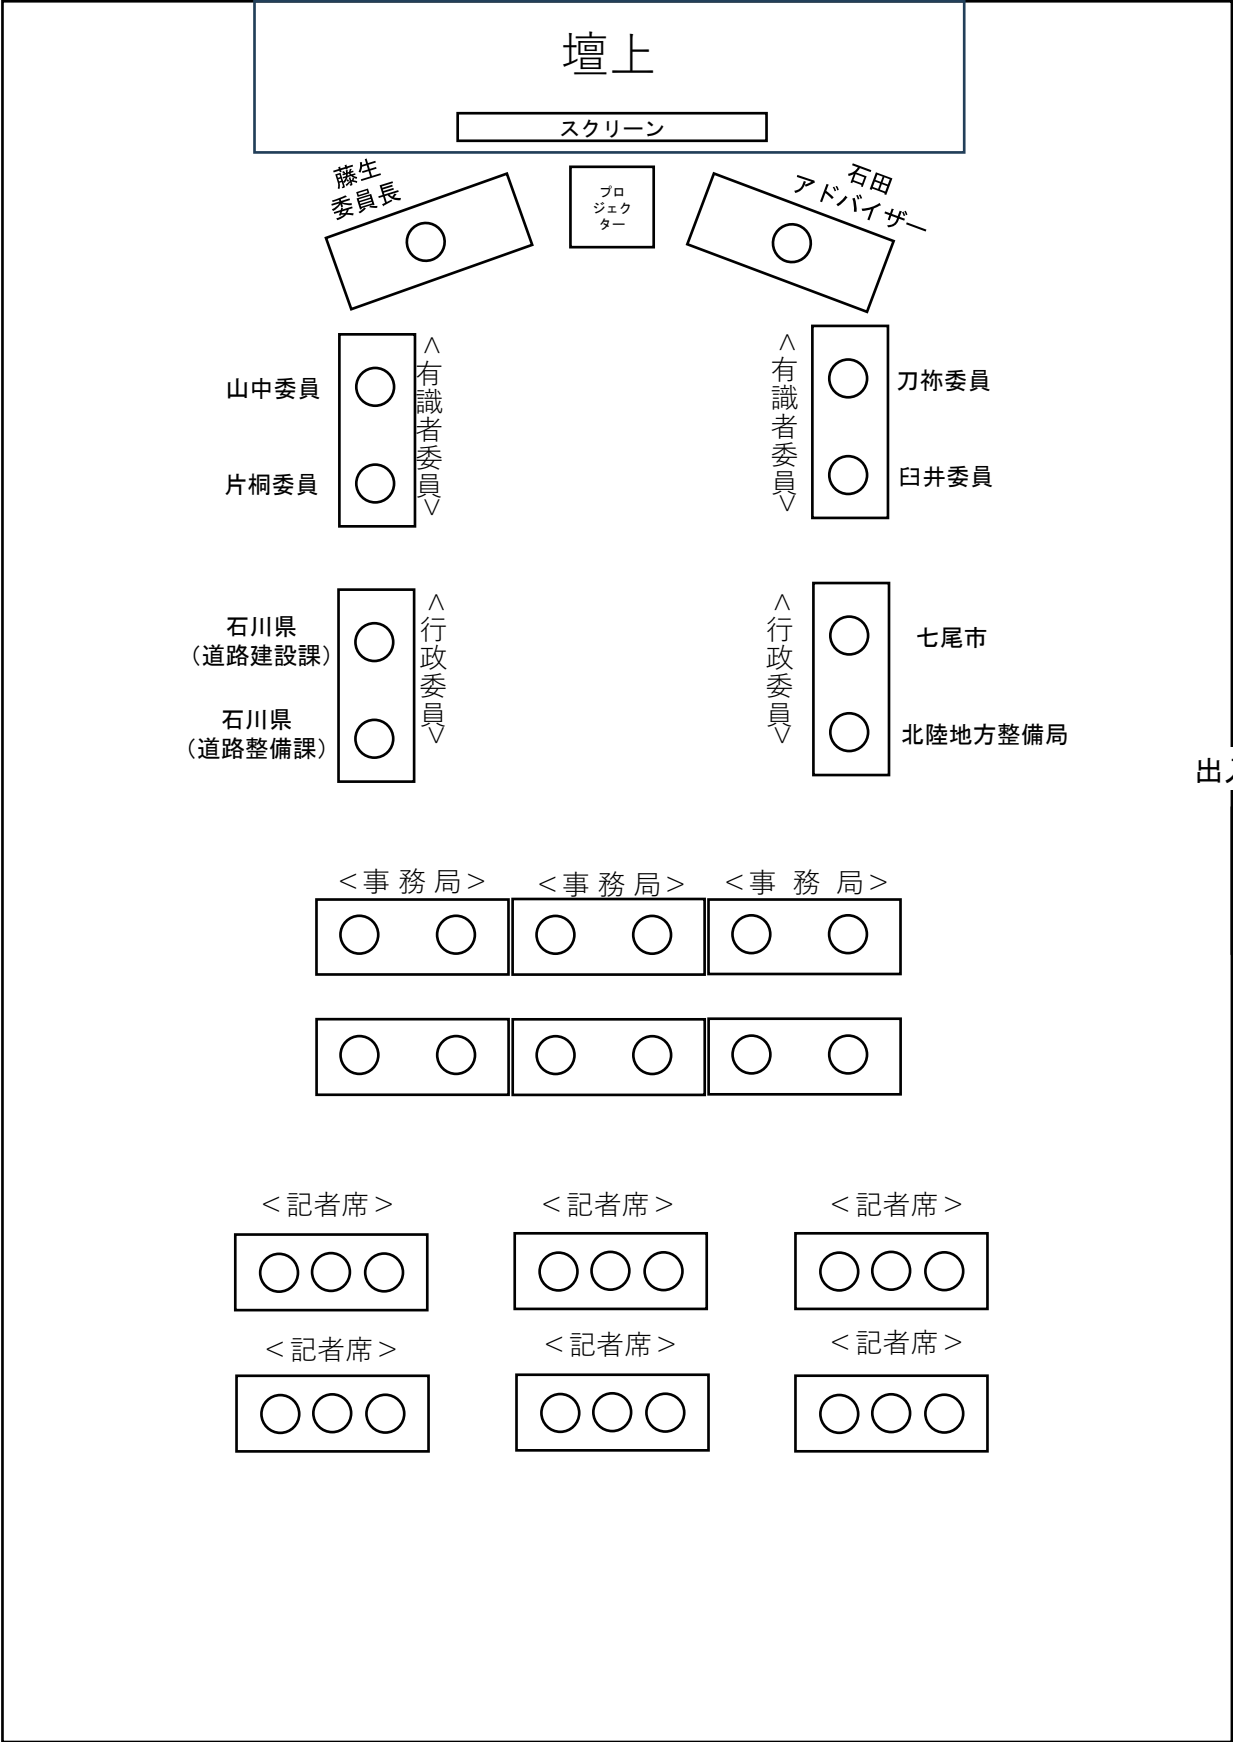 壇上
スクリーン
藤生
委員長
プロ
ジェク
ター
石田
アドバイザー
山中委員
片桐委員
<有識者委員>
<有識者委員>
刀祢委員
臼井委員
石川県
（道路建設課）
石川県
（道路整備課）
<行政委員>
<行政委員>
七尾市
北陸地方整備局
出
<事務局>
<事務局>
<事務局>
<記者席>
<記者席>
<記者席>
<記者席>
<記者席>
<記者席>